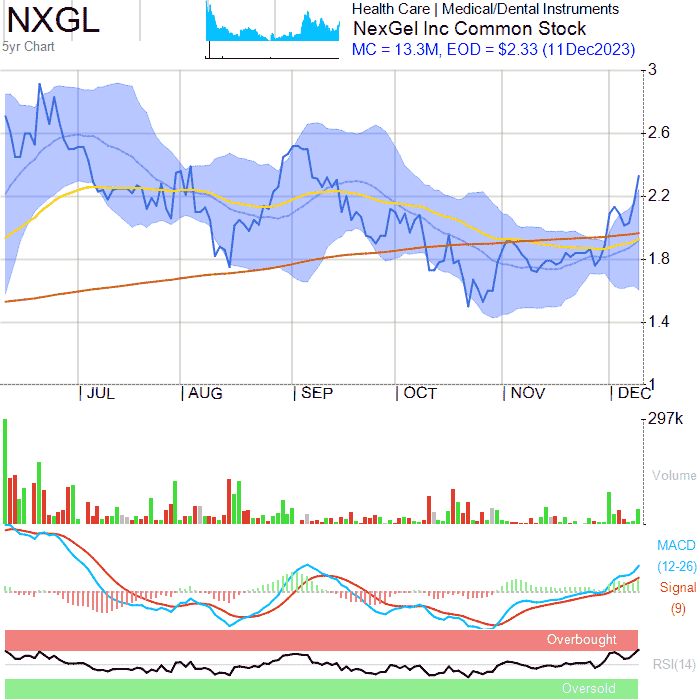 NXGL
5yr Chart
Health Care | Medical/Dental Instruments
NexGel Inc Common Stock
MC = 13.3M, EOD = $2.33 (11Dec2023)
3
2.6
2.2
1.8
1.4
1
JUL
AUG
SEP
OCT
NOV
DEC
297k
Volume
MACD
(12-26)
Signal
(9)
Overbought
RSI(14)
Oversold